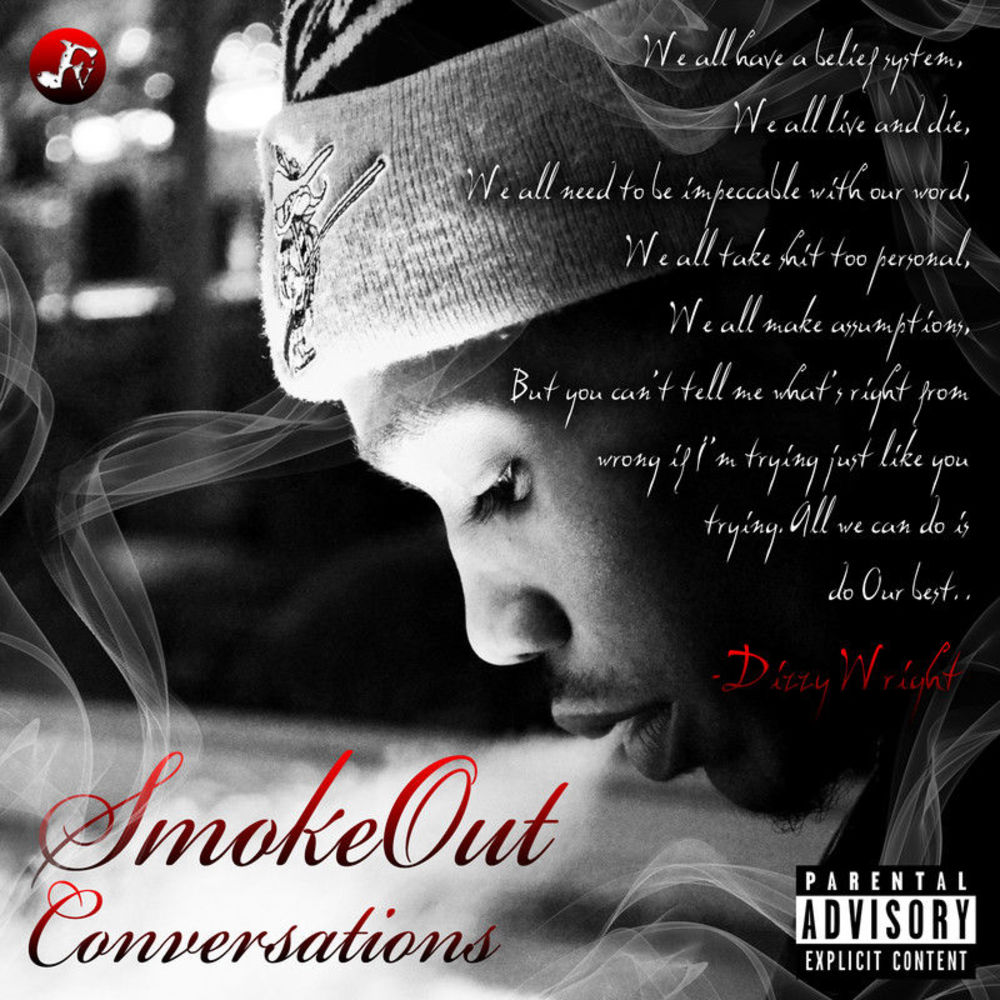 We all have a belief system,
We all live and die,
We all need to be impeccable with our word,
We all take shit too personal,
We all make assumptions,
But you can't tell me what's right from
wrong if I'm trying just like you
trying. All we can do is
do Our best..
-Dizzy Wright
SmokeOut
Conversations
PARENTAL
ADVISORY
EXPLICIT CONTENT